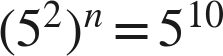 (5²)ⁿ = 5¹⁰